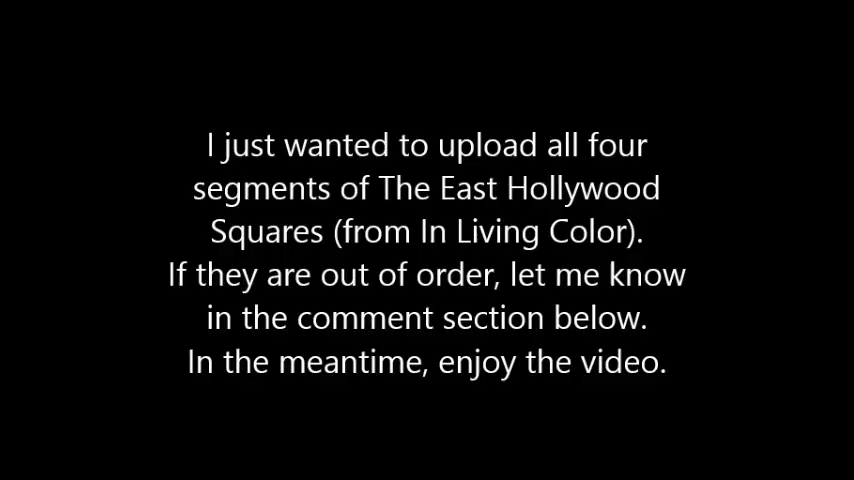 I just wanted to upload all four
segments of The East Hollywood
Squares (from In Living Color).
If they are out of order, let me know
in the comment section below.
In the meantime, enjoy the video.